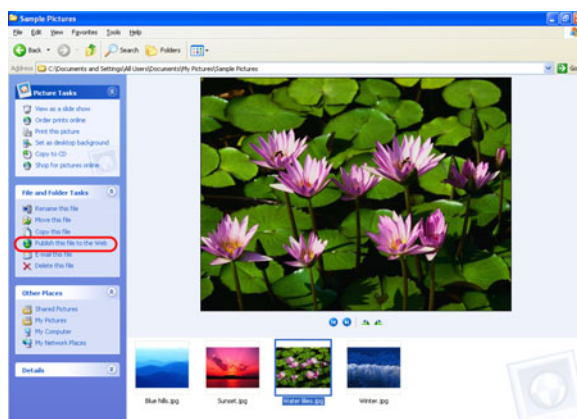 Sample Pictures
File Edit View Favorites Tools Help
Back Search Folders
Address C:\Documents and Settings\All Users\Documents\My Pictures\Sample Pictures Go
Picture Tasks
View as a slide show
Order prints online
Print this picture
Set as desktop background
Copy to CD
Shop for pictures online
File and Folder Tasks
Rename this file
Move this file
Copy this file
Publish this file to the Web
E-mail this file
Delete this file
Other Places
Shared Pictures
My Pictures
My Computer
My Network Places
Details
Blue hills.jpg Sunset.jpg Water lilies.jpg Winter.jpg